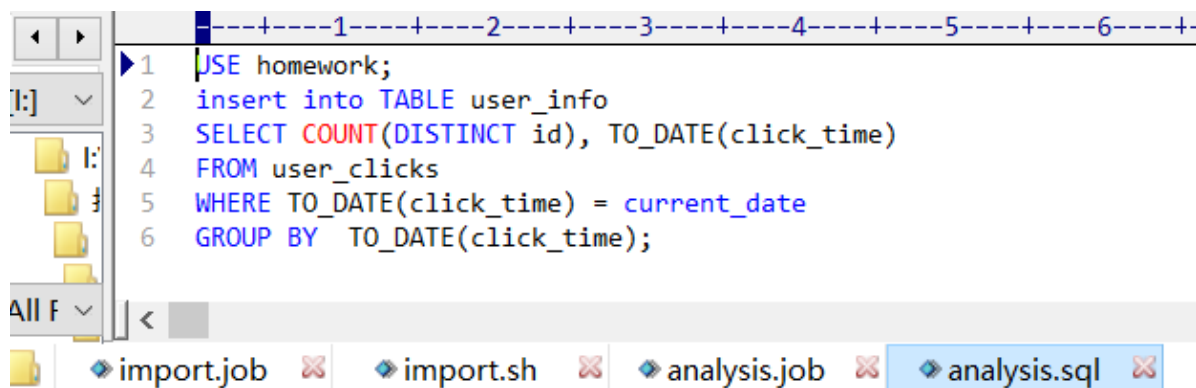 ----+----1----+----2----+----3----+----4----+----5----+----6----+-
1 USE homework;
2 insert into TABLE user_info
3 SELECT COUNT(DISTINCT id), TO_DATE(click_time)
4 FROM user_clicks
5 WHERE TO_DATE(click_time) = current_date
6 GROUP BY  TO_DATE(click_time);
[I:]
I:\
All F
import.job import.sh analysis.job analysis.sql